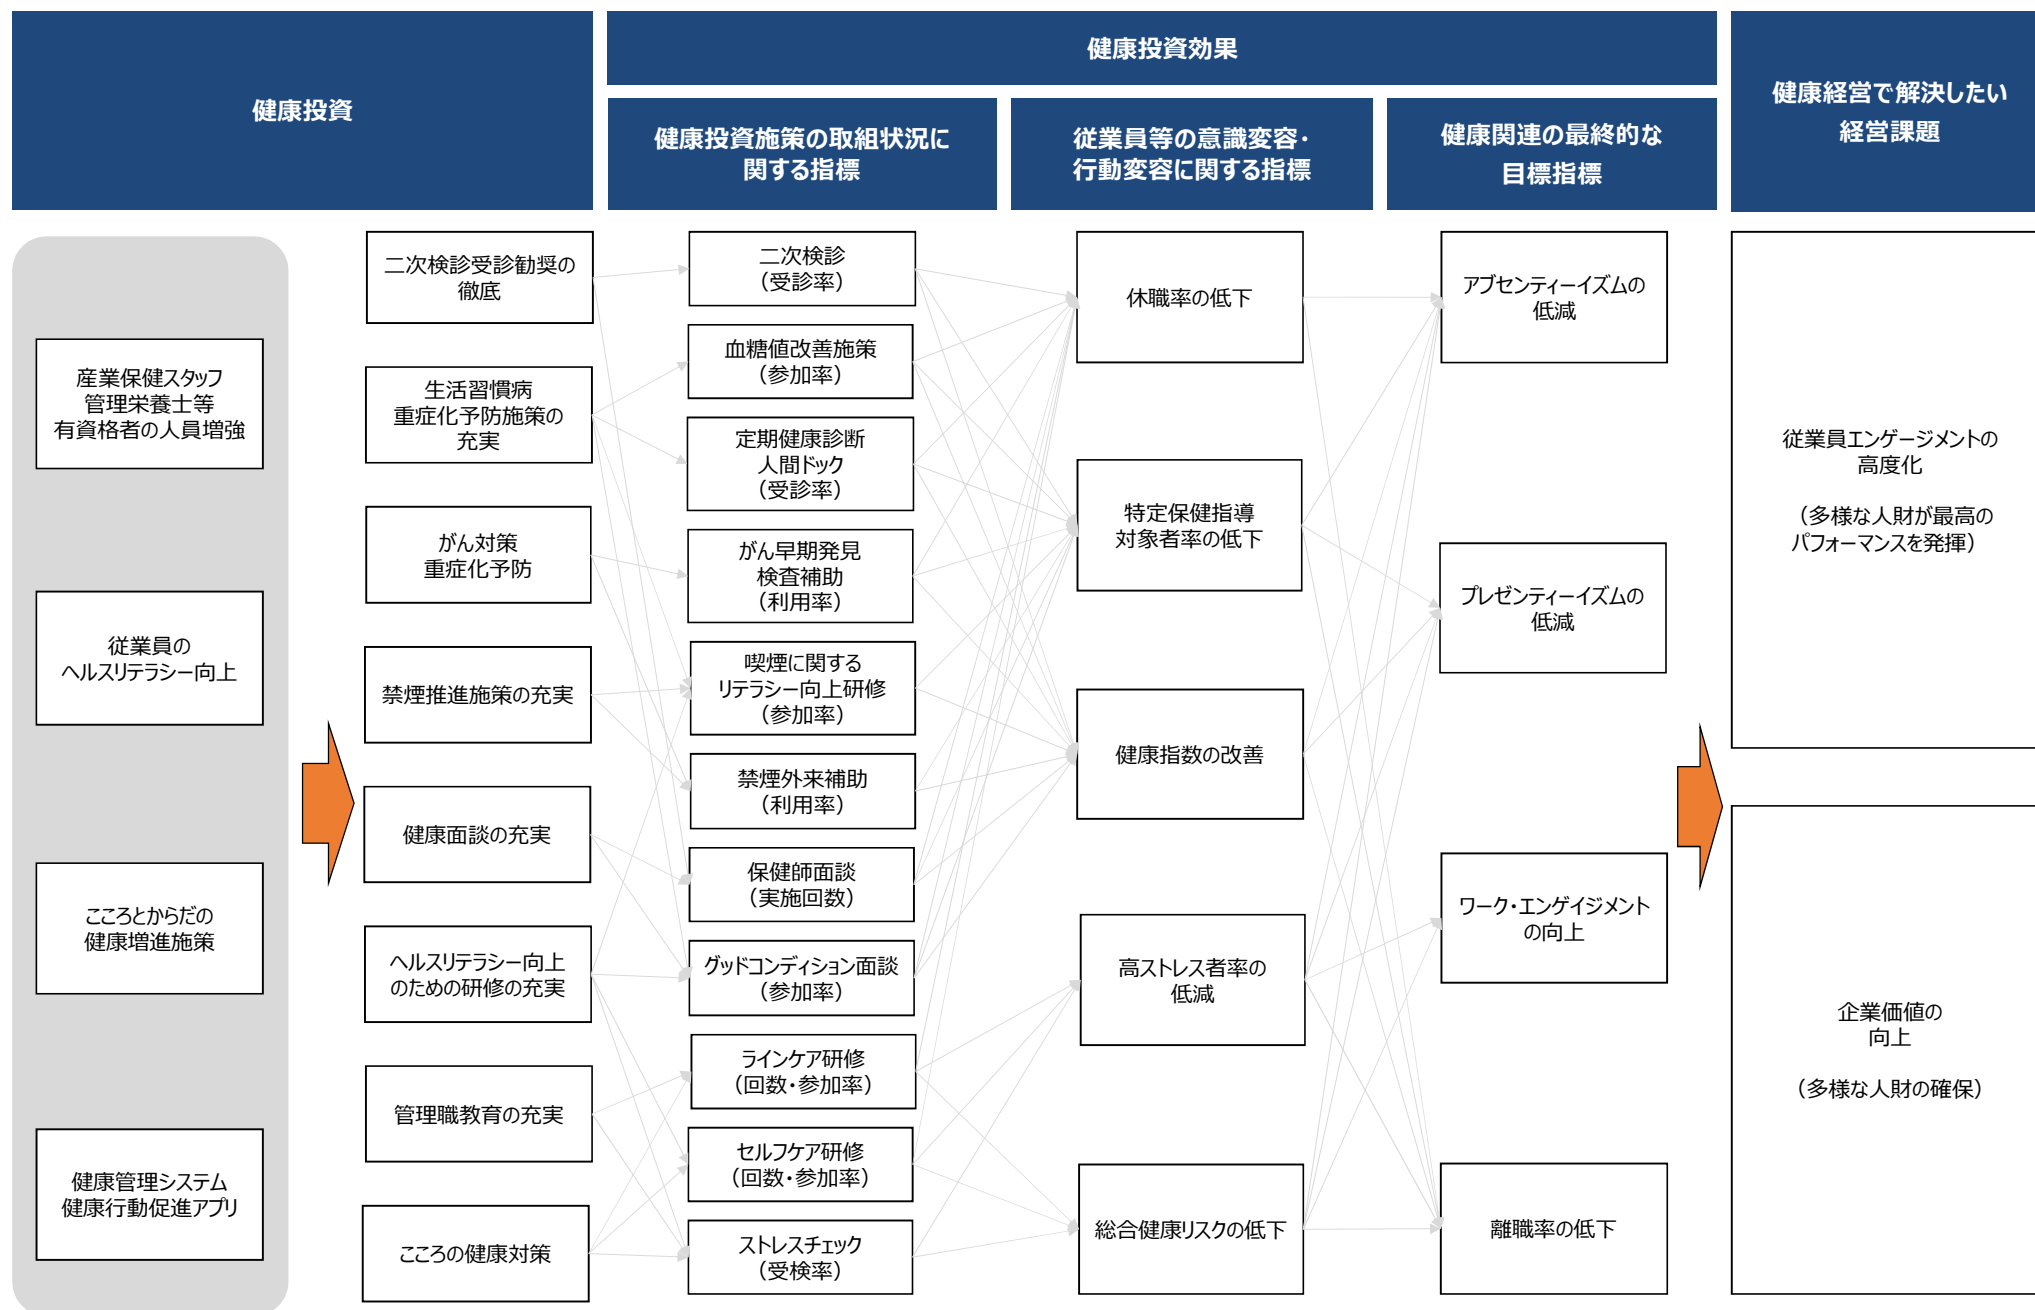 健康投資
健康投資効果
健康投資施策の取組状況に
関する指標
従業員等の意識変容・
行動変容に関する指標
健康関連の最終的な
目標指標
健康経営で解決したい
経営課題
産業保健スタッフ
管理栄養士等
有資格者の人員増強
従業員の
ヘルスリテラシー向上
こころとからだの
健康増進施策
健康管理システム
健康行動促進アプリ
二次検診受診勧奨の
徹底
生活習慣病
重症化予防施策の
充実
がん対策
重症化予防
禁煙推進施策の充実
健康面談の充実
ヘルスリテラシー向上
のための研修の充実
管理職教育の充実
こころの健康対策
二次検診
（受診率）
血糖値改善施策
（参加率）
定期健康診断
人間ドック
（受診率）
がん早期発見
検査補助
（利用率）
喫煙に関する
リテラシー向上研修
（参加率）
禁煙外来補助
（利用率）
保健師面談
（実施回数）
グッドコンディション面談
（参加率）
ラインケア研修
（回数・参加率）
セルフケア研修
（回数・参加率）
ストレスチェック
（受検率）
休職率の低下
特定保健指導
対象者率の低下
健康指数の改善
高ストレス者率の
低減
総合健康リスクの低下
アブセンティーイズムの
低減
プレゼンティーイズムの
低減
ワーク・エンゲイジメント
の向上
離職率の低下
従業員エンゲージメントの
高度化
（多様な人財が最高の
パフォーマンスを発揮）
企業価値の
向上
（多様な人財の確保）